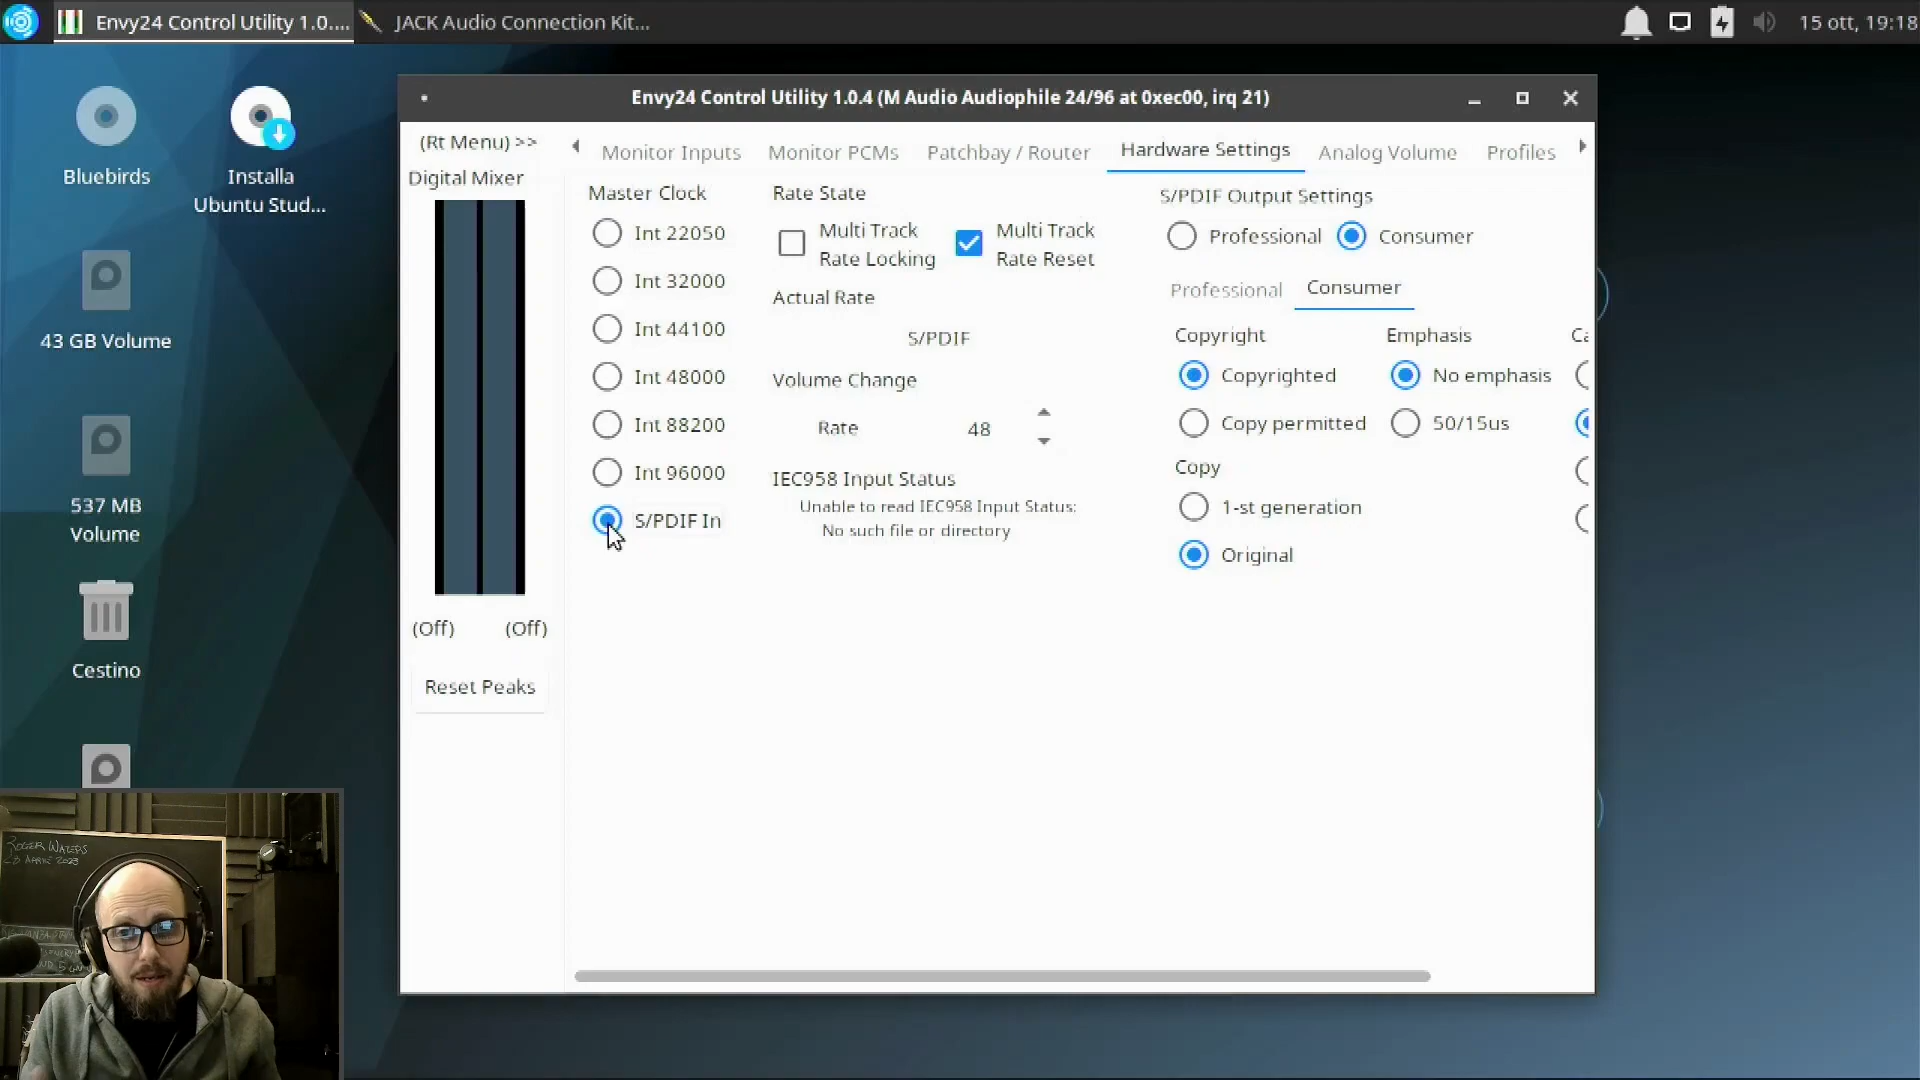 Envy24 Control Utility 1.0....
JACK Audio Connection Kit...
15 ott, 19:18
Bluebirds
Installa
Ubuntu Stud...
43 GB Volume
537 MB
Volume
Cestino
Envy24 Control Utility 1.0.4 (M Audio Audiophile 24/96 at 0xec00, irq 21)
(Rt Menu) >>
Digital Mixer
(Off) (Off)
Reset Peaks
Monitor Inputs
Monitor PCMs
Patchbay / Router
Hardware Settings
Analog Volume
Profiles
Master Clock
Int 22050
Int 32000
Int 44100
Int 48000
Int 88200
Int 96000
S/PDIF In
Rate State
Multi Track
Rate Locking
Multi Track
Rate Reset
Actual Rate
S/PDIF
Volume Change
Rate 48
IEC958 Input Status
Unable to read IEC958 Input Status:
No such file or directory
S/PDIF Output Settings
Professional
Consumer
Professional
Consumer
Copyright
Copyrighted
Copy permitted
Copy
1-st generation
Original
Emphasis
No emphasis
50/15us
Ca
ROGER WATERS